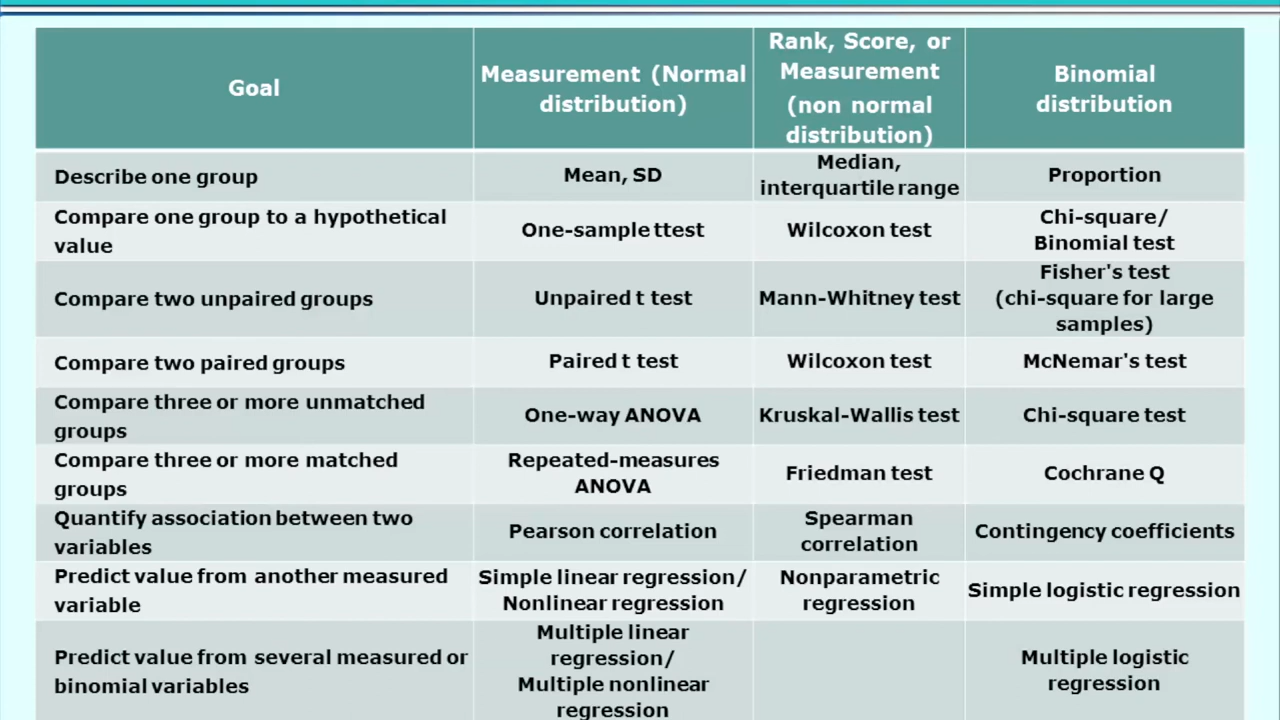 Goal
Measurement (Normal
distribution)
Rank, Score, or
Measurement
(non normal
distribution)
Binomial
distribution
Describe one group
Mean, SD
Median,
interquartile range
Proportion
Compare one group to a hypothetical
value
One-sample ttest
Wilcoxon test
Chi-square/
Binomial test
Compare two unpaired groups
Unpaired t test
Mann-Whitney test
Fisher's test
(chi-square for large
samples)
Compare two paired groups
Paired t test
Wilcoxon test
McNemar's test
Compare three or more unmatched
groups
One-way ANOVA
Kruskal-Wallis test
Chi-square test
Compare three or more matched
groups
Repeated-measures
ANOVA
Friedman test
Cochrane Q
Quantify association between two
variables
Pearson correlation
Spearman
correlation
Contingency coefficients
Predict value from another measured
variable
Simple linear regression/
Nonlinear regression
Nonparametric
regression
Simple logistic regression
Predict value from several measured or
binomial variables
Multiple linear
regression/
Multiple nonlinear
regression
Multiple logistic
regression